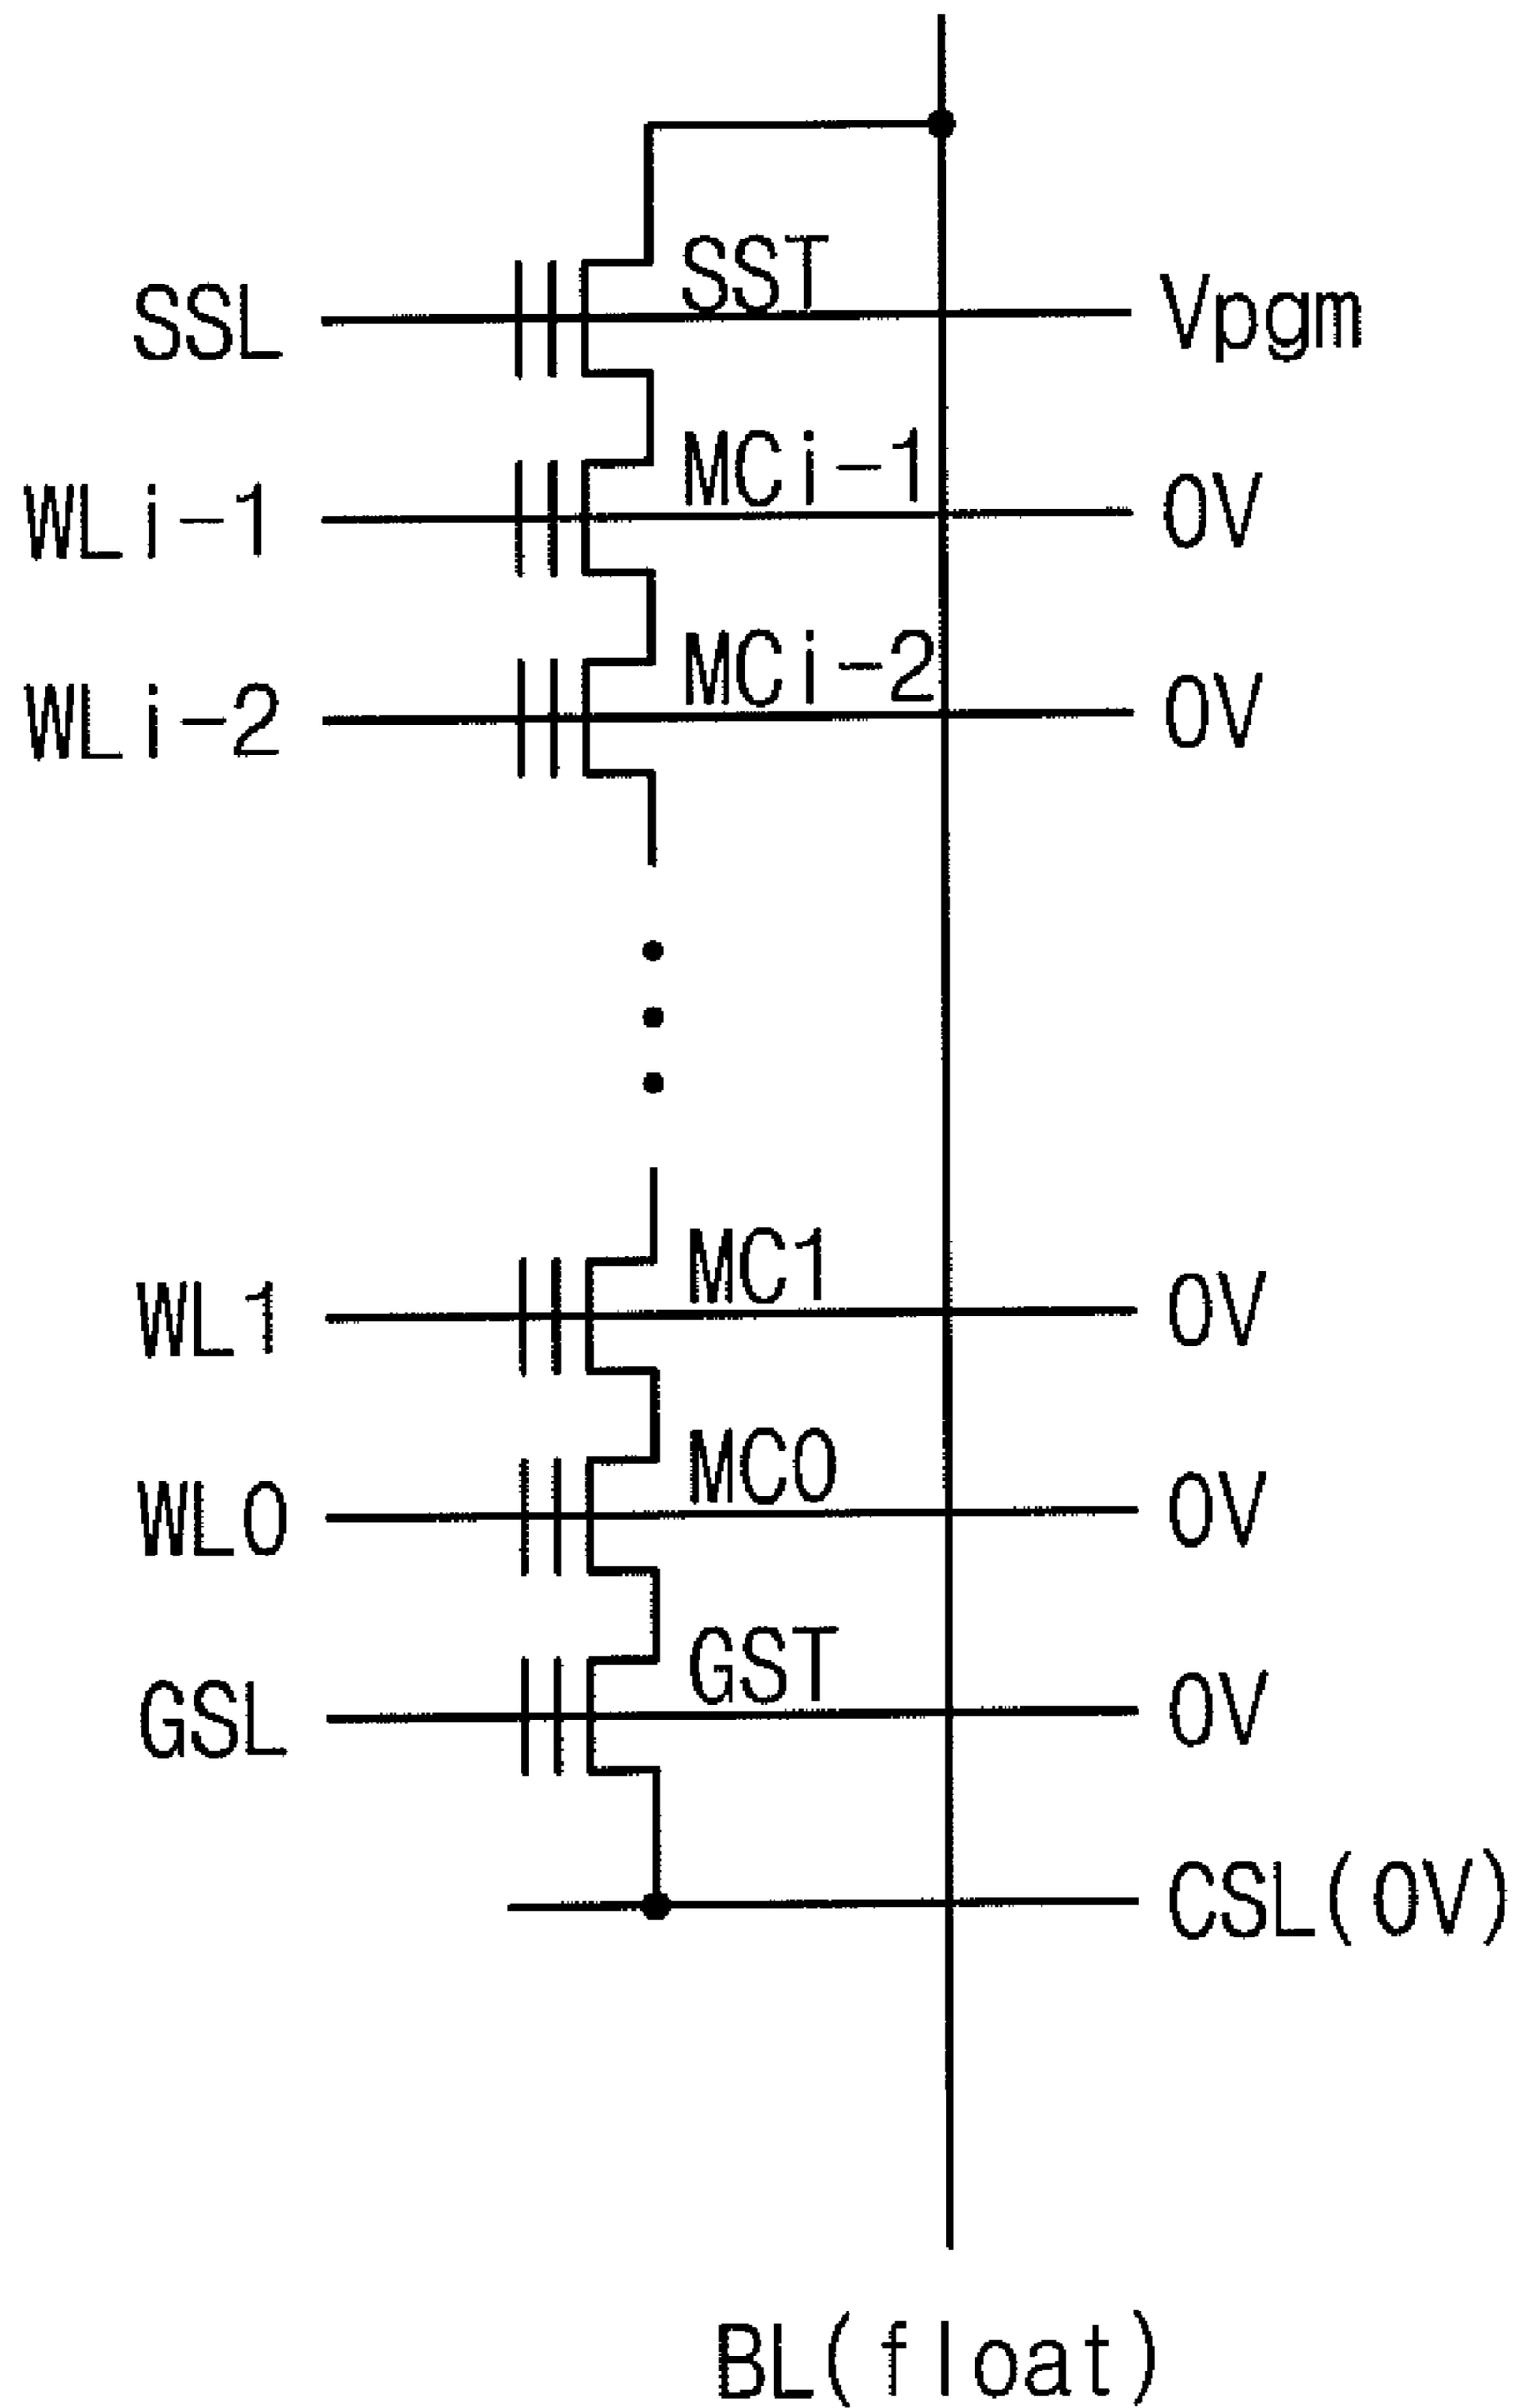 SST
SSL Vpgm
MCi-1
WLi-1 0V
MCi-2
WLi-2 0V
MC1
WL1 0V
MC0
WL0 0V
GST
GSL 0V
CSL(0V)
BL(float)